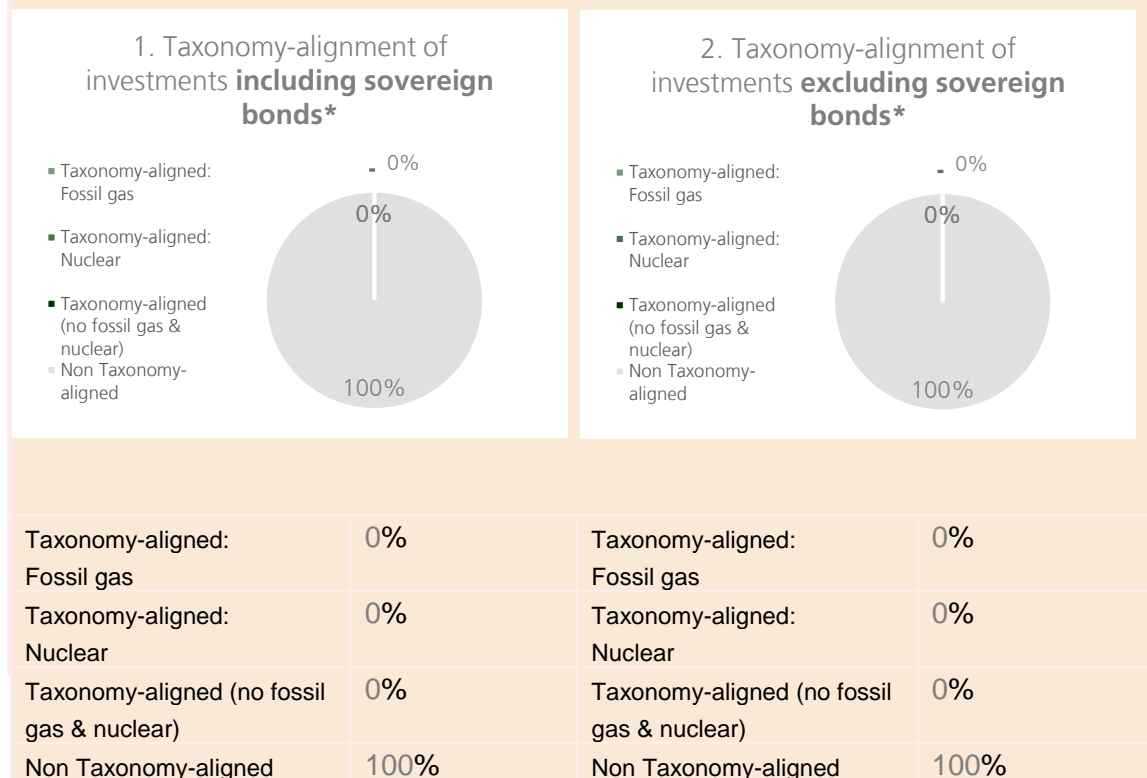 1. Taxonomy-alignment of
investments including sovereign
bonds*
Taxonomy-aligned:
Fossil gas
Taxonomy-aligned:
Nuclear
Taxonomy-aligned
(no fossil gas &
nuclear)
Non Taxonomy-
aligned
- 0%
0%
100%
2. Taxonomy-alignment of
investments excluding sovereign
bonds*
Taxonomy-aligned:
Fossil gas
Taxonomy-aligned:
Nuclear
Taxonomy-aligned
(no fossil gas &
nuclear)
Non Taxonomy-
aligned
- 0%
0%
100%
Taxonomy-aligned: 0% Taxonomy-aligned: 0%
Fossil gas Fossil gas
Taxonomy-aligned: 0% Taxonomy-aligned: 0%
Nuclear Nuclear
Taxonomy-aligned (no fossil 0% Taxonomy-aligned (no fossil 0%
gas & nuclear) gas & nuclear)
Non Taxonomy-aligned 100% Non Taxonomy-aligned 100%